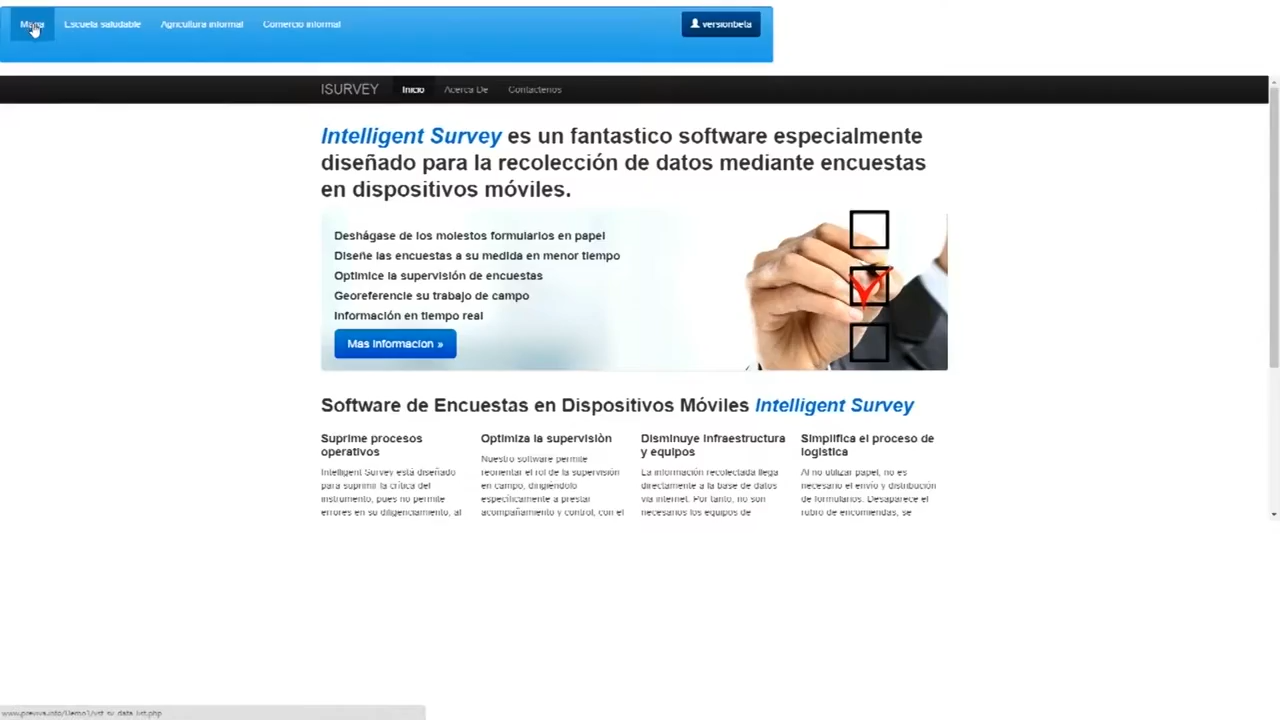 Escuela saludable Agricultura informal Comercio informal versionbeta
ISURVEY Inicio Acerca De Contactenos
Intelligent Survey es un fantastico software especialmente
diseñado para la recolección de datos mediante encuestas
en dispositivos móviles.
Deshágase de los molestos formularios en papel
Diseñe las encuestas a su medida en menor tiempo
Optimice la supervisión de encuestas
Georeferencie su trabajo de campo
Información en tiempo real
Mas informacion »
Software de Encuestas en Dispositivos Móviles Intelligent Survey
Suprime procesos
operativos
Intelligent Survey está diseñado
para suprimir la crítica del
instrumento, pues no permite
errores en su diligenciamiento, al
Optimiza la supervisiòn
Nuestro software permite
reorientar el rol de la supervisión
en campo, dirigiéndolo
específicamente a prestar
acompañamiento y control, con el
Disminuye infraestructura
y equipos
La información recolectada llega
directamente a la base de datos
vía internet. Por tanto, no son
necesarios los equipos de
Simplifica el proceso de
logistica
Al no utilizar papel, no es
necesario el envío y distribución
de formularios. Desaparece el
rubro de encomiendas, se